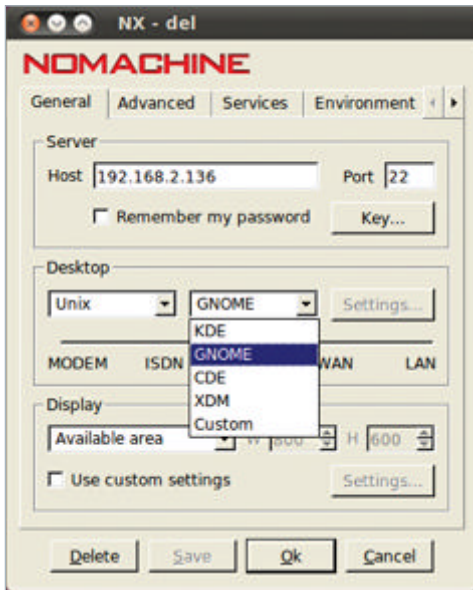 NX - del
NOMACHINE
General Advanced Services Environment
Server
Host 192.168.2.136 Port 22
Remember my password Key...
Desktop
Unix GNOME Settings...
KDE
GNOME
MODEM ISDN WAN LAN
CDE
XDM
Display
Custom
Available area W 800 H 600
Use custom settings Settings...
Delete Save Ok Cancel